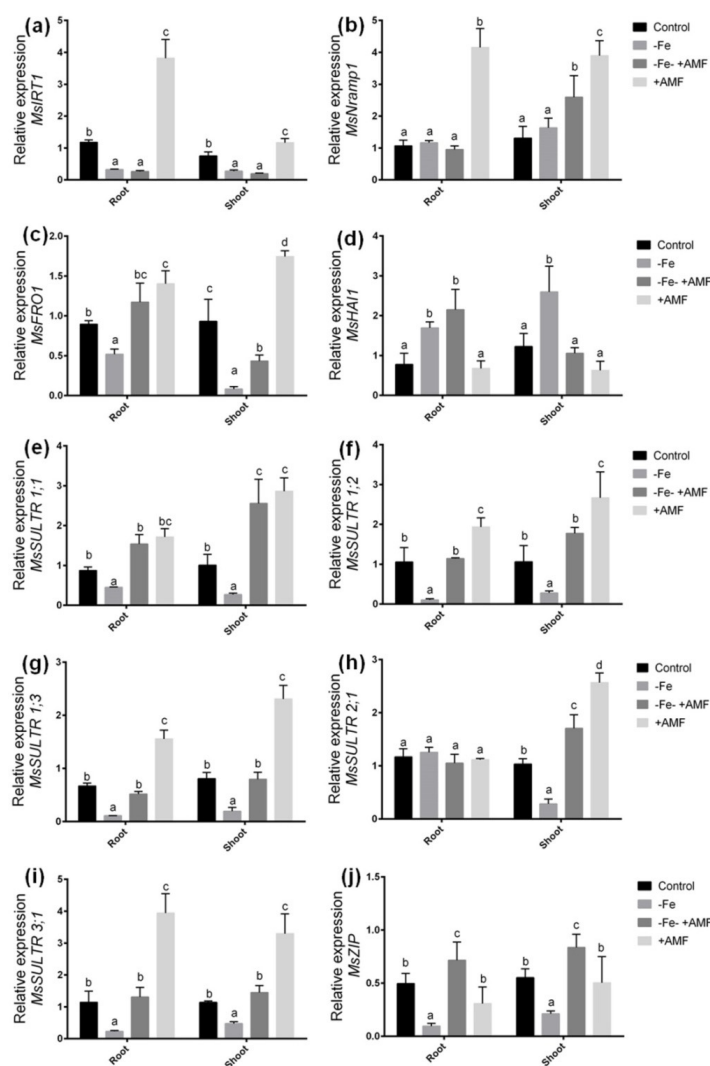 (a)
Relative expression
MsIRT1
5
4
3
2
1
0
b
a
a
c
b
a
a
c
Root
Shoot
(b)
Relative expression
MsNramp1
5
4
3
2
1
0
a
a
a
b
a
a
b
c
Root
Shoot
Control
-Fe
-Fe- +AMF
+AMF
(c)
Relative expression
MsFRO1
2.0
1.5
1.0
0.5
0.0
b
a
bc
c
c
a
b
d
Root
Shoot
(d)
Relative expression
MsHAI1
4
3
2
1
0
a
b
b
a
a
b
a
a
Root
Shoot
Control
-Fe
-Fe- +AMF
+AMF
(e)
Relative expression
MsSULTR 1;1
4
3
2
1
0
b
a
b
bc
b
a
c
c
Root
Shoot
(f)
Relative expression
MsSULTR 1;2
4
3
2
1
0
b
a
b
c
b
a
b
c
Root
Shoot
Control
-Fe
-Fe- +AMF
+AMF
(g)
Relative expression
MsSULTR 1;3
3
2
1
0
b
a
b
c
b
a
b
c
Root
Shoot
(h)
Relative expression
MsSULTR 2;1
3
2
1
0
a
a
a
a
b
a
c
d
Root
Shoot
Control
-Fe
-Fe- +AMF
+AMF
(i)
Relative expression
MsSULTR 3;1
5
4
3
2
1
0
b
a
b
c
b
a
b
c
Root
Shoot
(j)
Relative expression
MsZIP
1.5
1.0
0.5
0.0
b
a
c
b
b
a
c
b
Root
Shoot
Control
-Fe
-Fe- +AMF
+AMF